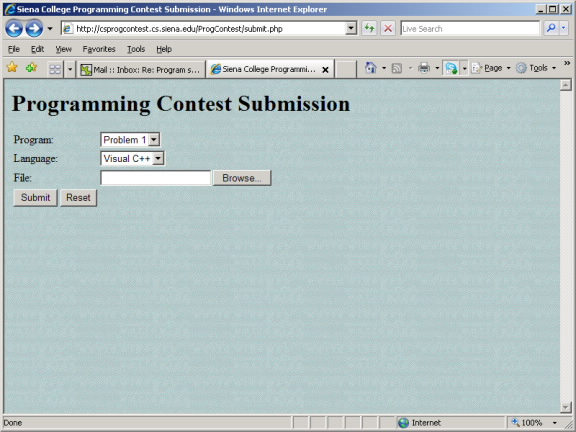 Siena College Programming Contest Submission - Windows Internet Explorer
http://csprogcontest.cs.siena.edu/ProgContest/submit.php
Live Search
File Edit View Favorites Tools Help
Mail :: Inbox: Re: Program s... Siena College Programmi... Page Tools
Programming Contest Submission
Program: Problem 1
Language: Visual C++
File: Browse...
Submit Reset
Done Internet 100%